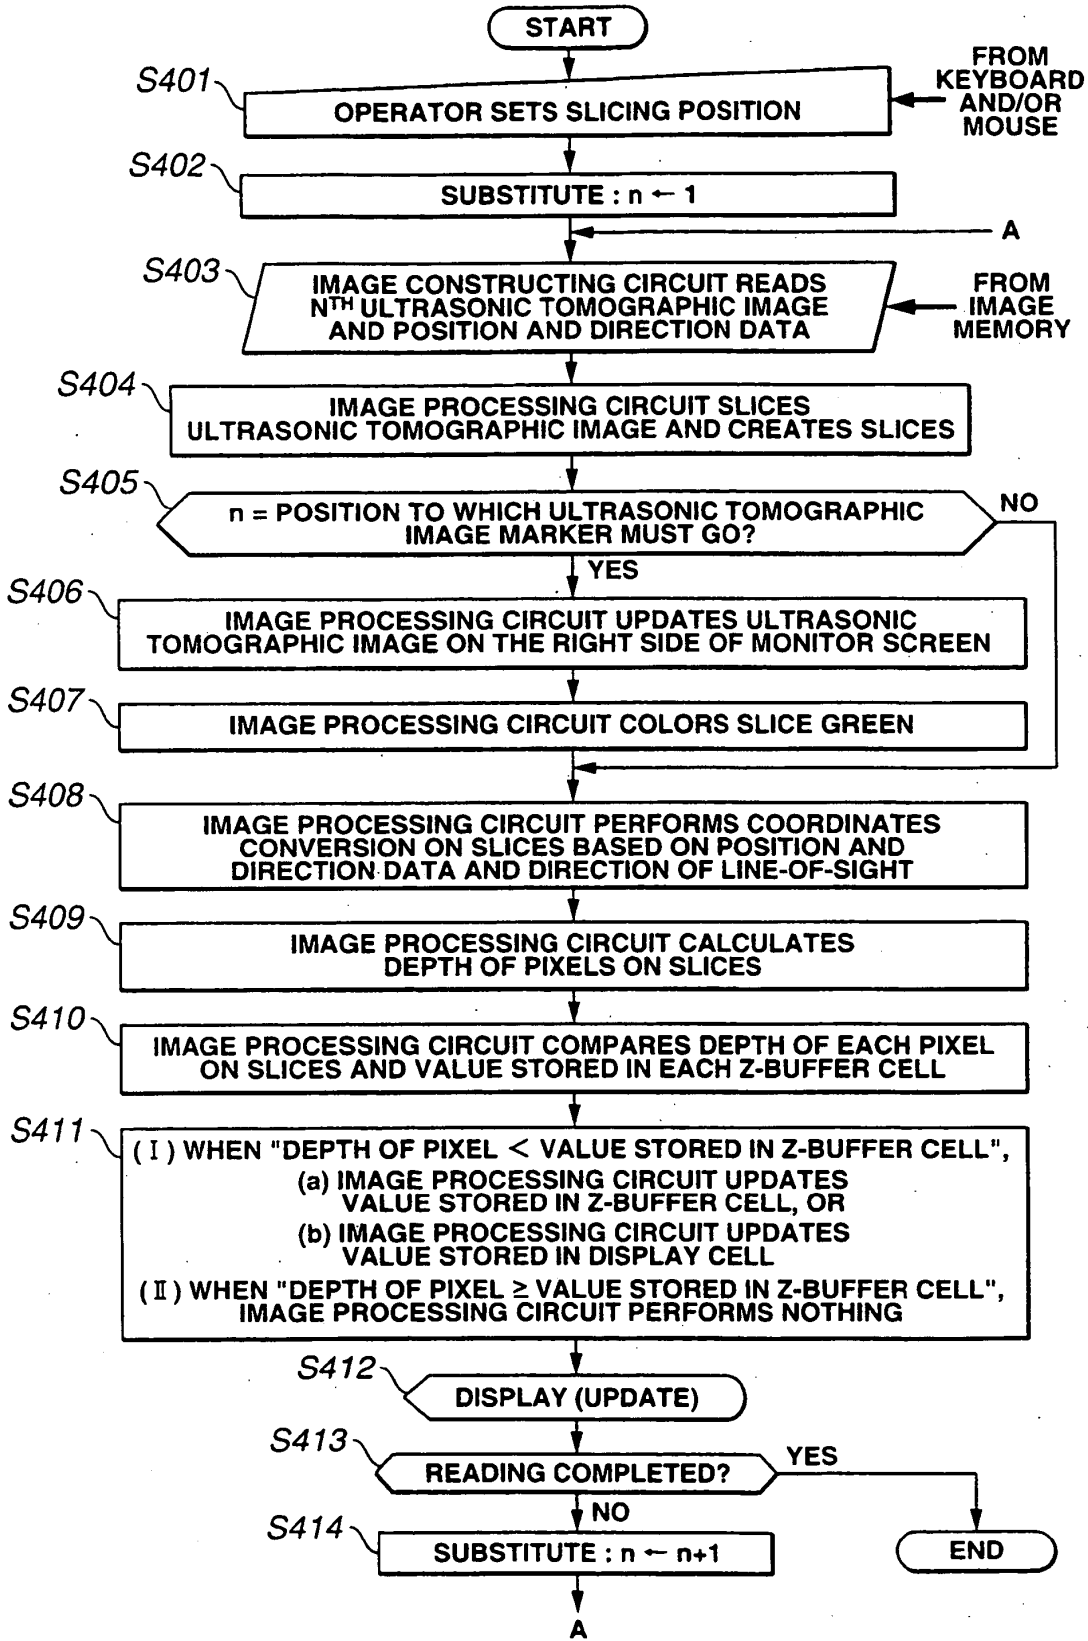 START
S401
OPERATOR SETS SLICING POSITION
FROM
KEYBOARD
AND/OR
MOUSE
S402
SUBSTITUTE : n ← 1
A
S403
IMAGE CONSTRUCTING CIRCUIT READS
NTH ULTRASONIC TOMOGRAPHIC IMAGE
AND POSITION AND DIRECTION DATA
FROM
IMAGE
MEMORY
S404
IMAGE PROCESSING CIRCUIT SLICES
ULTRASONIC TOMOGRAPHIC IMAGE AND CREATES SLICES
S405
n = POSITION TO WHICH ULTRASONIC TOMOGRAPHIC
IMAGE MARKER MUST GO?
NO
YES
S406
IMAGE PROCESSING CIRCUIT UPDATES ULTRASONIC
TOMOGRAPHIC IMAGE ON THE RIGHT SIDE OF MONITOR SCREEN
S407
IMAGE PROCESSING CIRCUIT COLORS SLICE GREEN
S408
IMAGE PROCESSING CIRCUIT PERFORMS COORDINATES
CONVERSION ON SLICES BASED ON POSITION AND
DIRECTION DATA AND DIRECTION OF LINE-OF-SIGHT
S409
IMAGE PROCESSING CIRCUIT CALCULATES
DEPTH OF PIXELS ON SLICES
S410
IMAGE PROCESSING CIRCUIT COMPARES DEPTH OF EACH PIXEL
ON SLICES AND VALUE STORED IN EACH Z-BUFFER CELL
S411
(I) WHEN "DEPTH OF PIXEL < VALUE STORED IN Z-BUFFER CELL",
(a) IMAGE PROCESSING CIRCUIT UPDATES
VALUE STORED IN Z-BUFFER CELL, OR
(b) IMAGE PROCESSING CIRCUIT UPDATES
VALUE STORED IN DISPLAY CELL
(II) WHEN "DEPTH OF PIXEL ≥ VALUE STORED IN Z-BUFFER CELL",
IMAGE PROCESSING CIRCUIT PERFORMS NOTHING
S412
DISPLAY (UPDATE)
S413
READING COMPLETED?
YES
NO
S414
SUBSTITUTE : n ← n+1
END
A